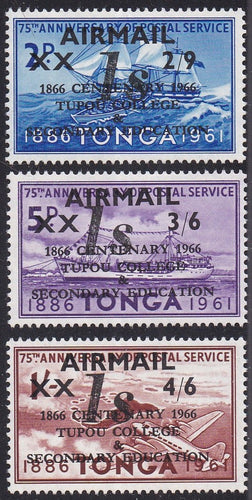 75TH ANNIVERSARY OF POSTAL SERVICE
AIRMAIL
2D XX 1s 2/9
1866 CENTENARY 1966
TUPOU COLLEGE
&
SECONDARY EDUCATION
1886 TONGA 1961
75TH ANNIVERSARY OF POSTAL SERVICE
AIRMAIL
5D XX 1s 3/6
1866 CENTENARY 1966
TUPOU COLLEGE
&
SECONDARY EDUCATION
1886 TONGA 1961
75TH ANNIVERSARY OF POSTAL SERVICE
AIRMAIL
XX 1s 4/6
1866 CENTENARY 1966
TUPOU COLLEGE
&
SECONDARY EDUCATION
1886 TONGA 1961